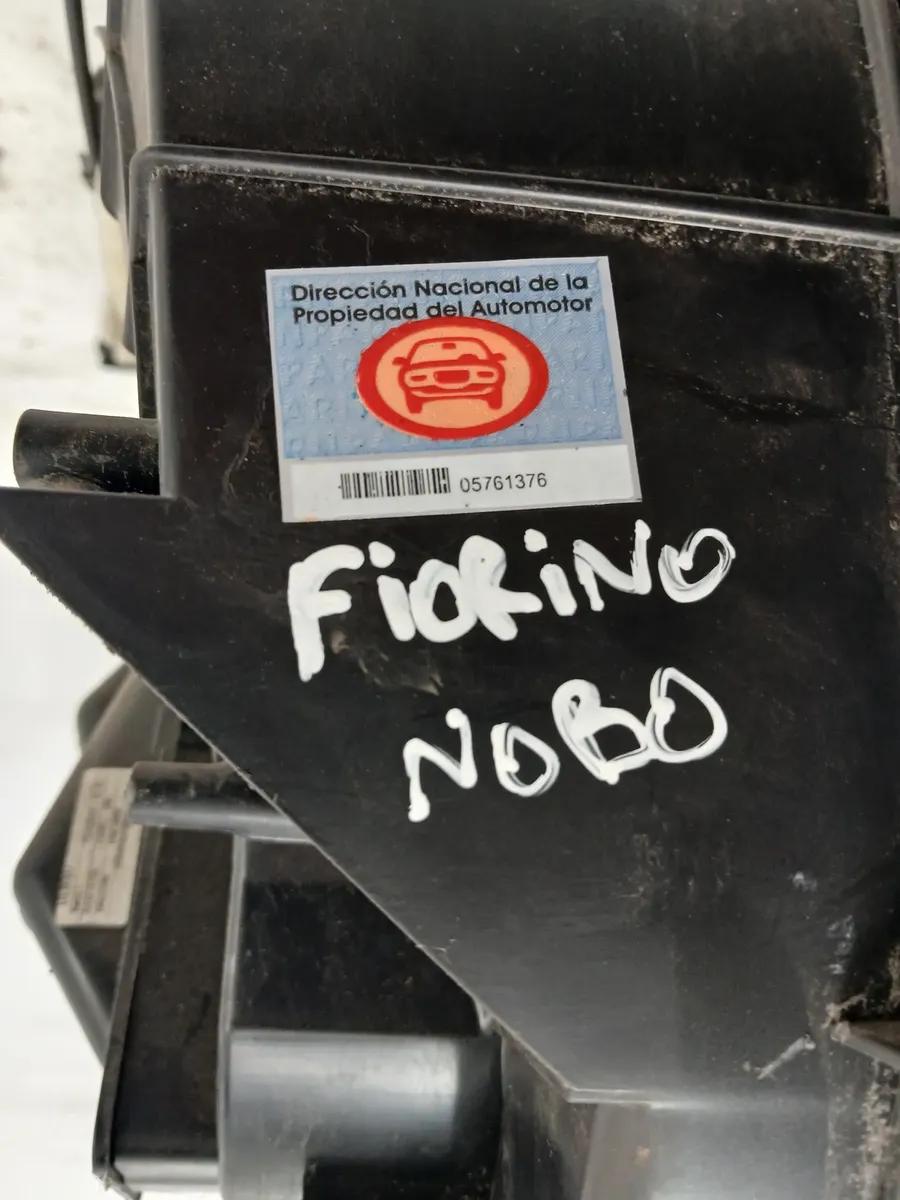 Dirección Nacional de la
Propiedad del Automotor
05761376
FiORiNO
NOBO